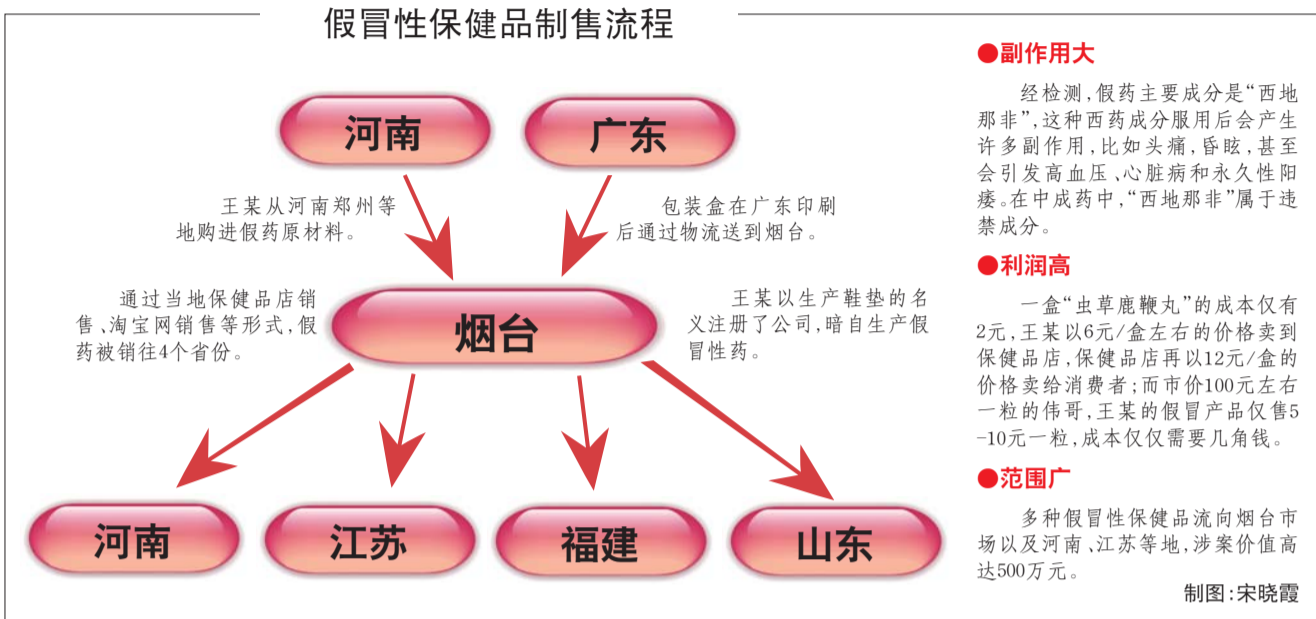 假冒性保健品制售流程
河南
广东
王某从河南郑州等
地购进假药原材料。
包装盒在广东印刷
后通过物流送到烟台。
通过当地保健品店销
售、淘宝网销售等形式,假
药被销往4个省份。
烟台
王某以生产鞋垫的名
义注册了公司,暗自生产假
冒性药。
河南
江苏
福建
山东
●副作用大
经检测,假药主要成分是“西地
那非”,这种西药成分服用后会产生
许多副作用,比如头痛,昏眩,甚至
会引发高血压、心脏病和永久性阳
痿。在中成药中,“西地那非”属于违
禁成分。
●利润高
一盒“虫草鹿鞭丸”的成本仅有
2元,王某以6元/盒左右的价格卖到
保健品店,保健品店再以12元/盒的
价格卖给消费者;而市价100元左右
一粒的伟哥,王某的假冒产品仅售5
-10元一粒,成本仅仅需要几角钱。
●范围广
多种假冒性保健品流向烟台市
场以及河南、江苏等地,涉案价值高
达500万元。
制图:宋晓霞